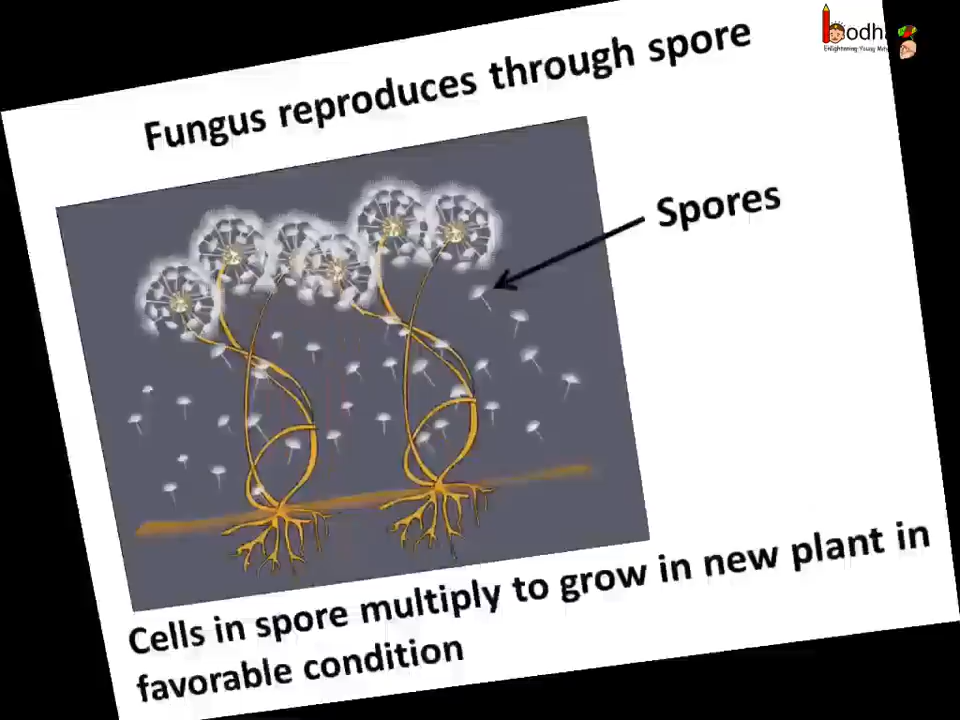 Fungus reproduces through spore
Spores
Cells in spore multiply to grow in new plant in
favorable condition